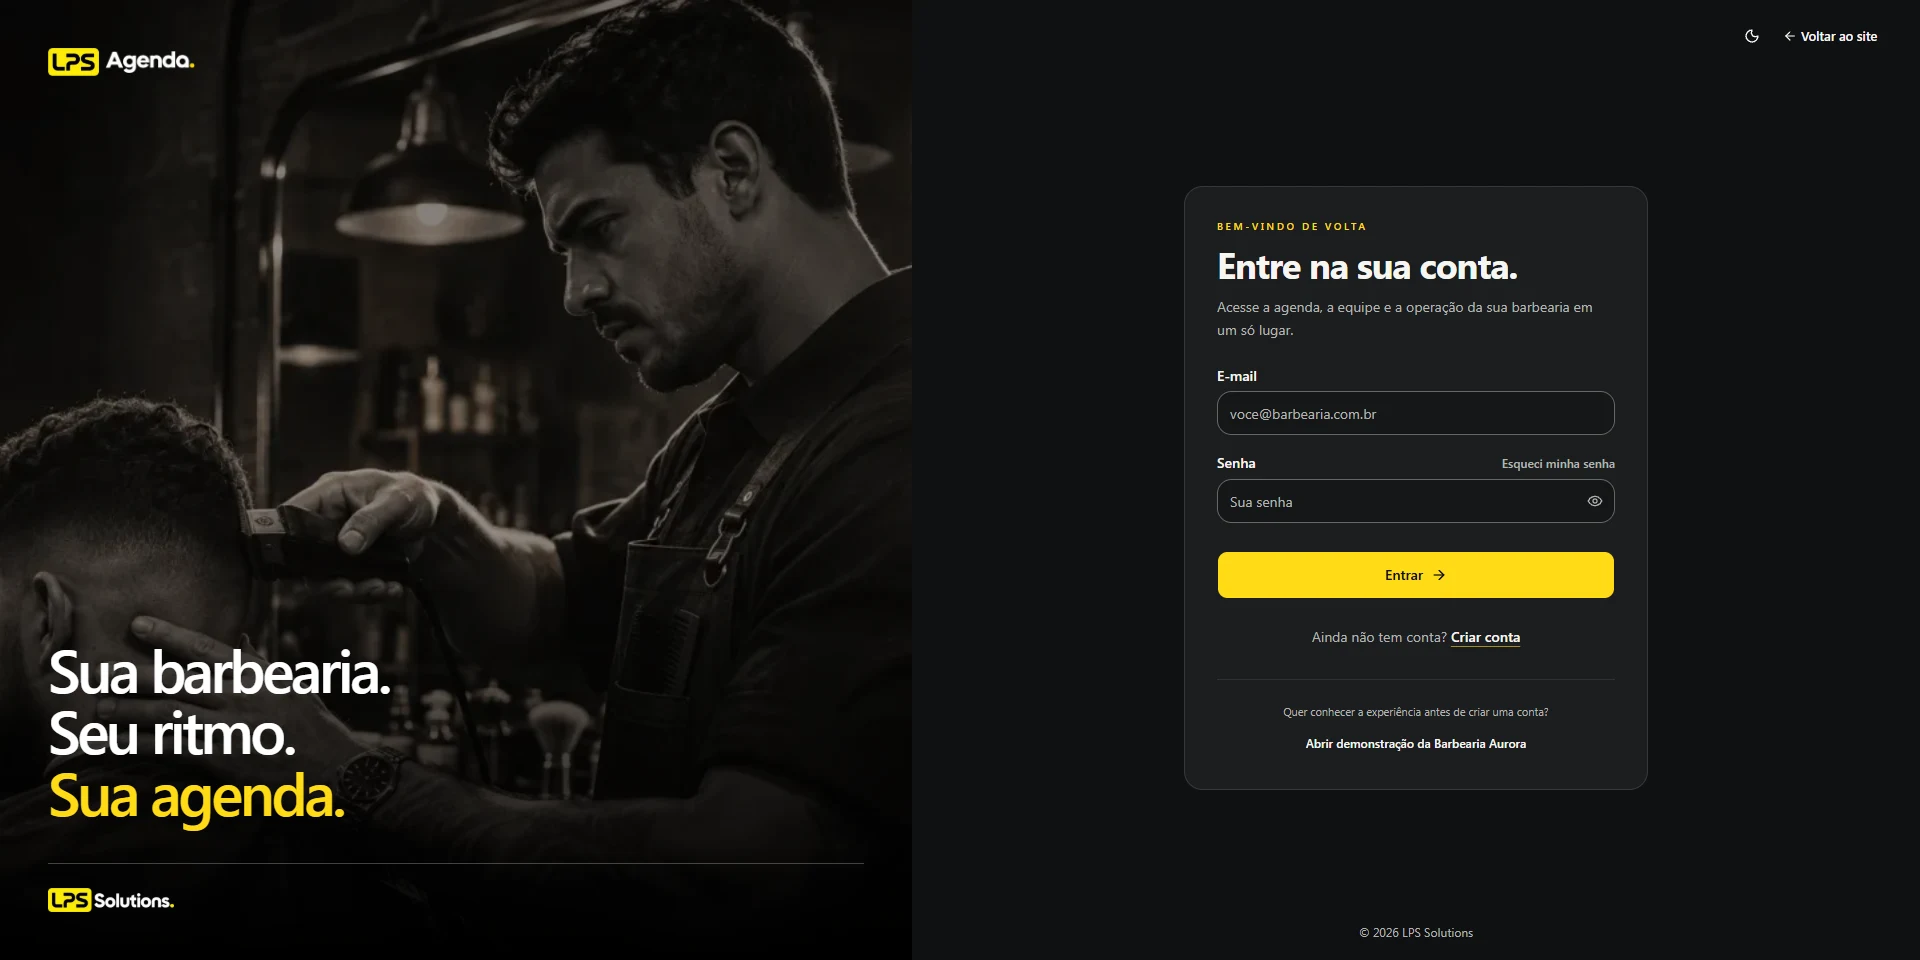 LPS Agenda.
Sua barbearia.
Seu ritmo.
Sua agenda.
LPS Solutions.
Voltar ao site
BEM-VINDO DE VOLTA
Entre na sua conta.
Acesse a agenda, a equipe e a operação da sua barbearia em
um só lugar.
E-mail
voce@barbearia.com.br
Senha
Esqueci minha senha
Sua senha
Entrar
Ainda não tem conta? Criar conta
Quer conhecer a experiência antes de criar uma conta?
Abrir demonstração da Barbearia Aurora
© 2026 LPS Solutions